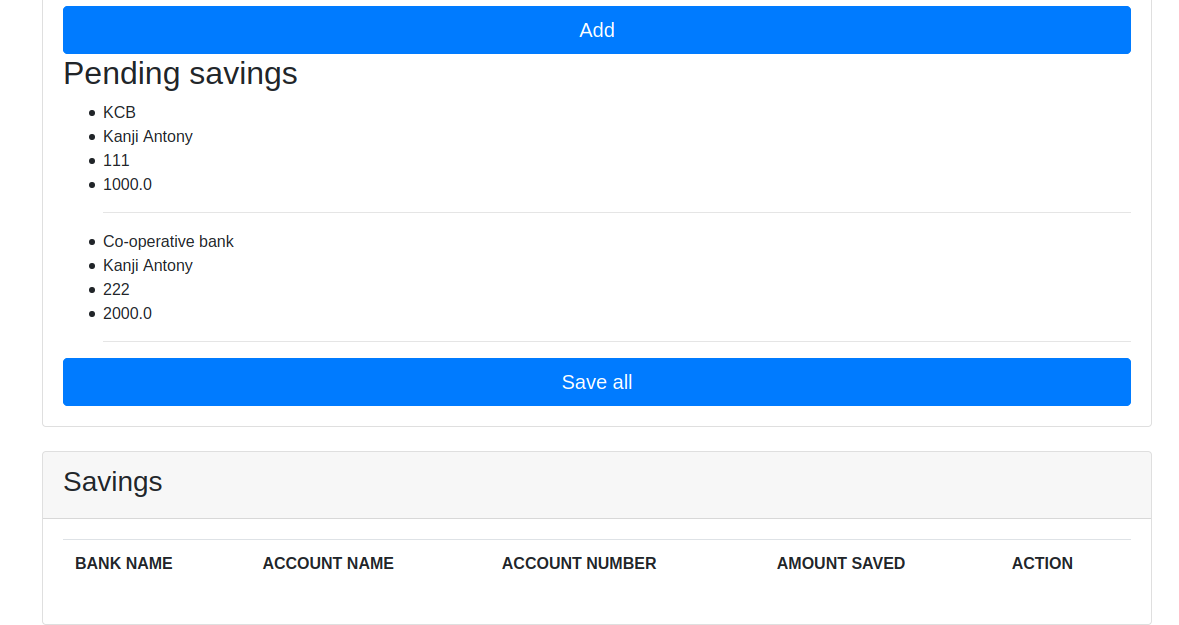 Add
Pending savings
KCB
Kanji Antony
111
1000.0
Co-operative bank
Kanji Antony
222
2000.0
Save all
Savings
BANK NAME ACCOUNT NAME ACCOUNT NUMBER AMOUNT SAVED ACTION